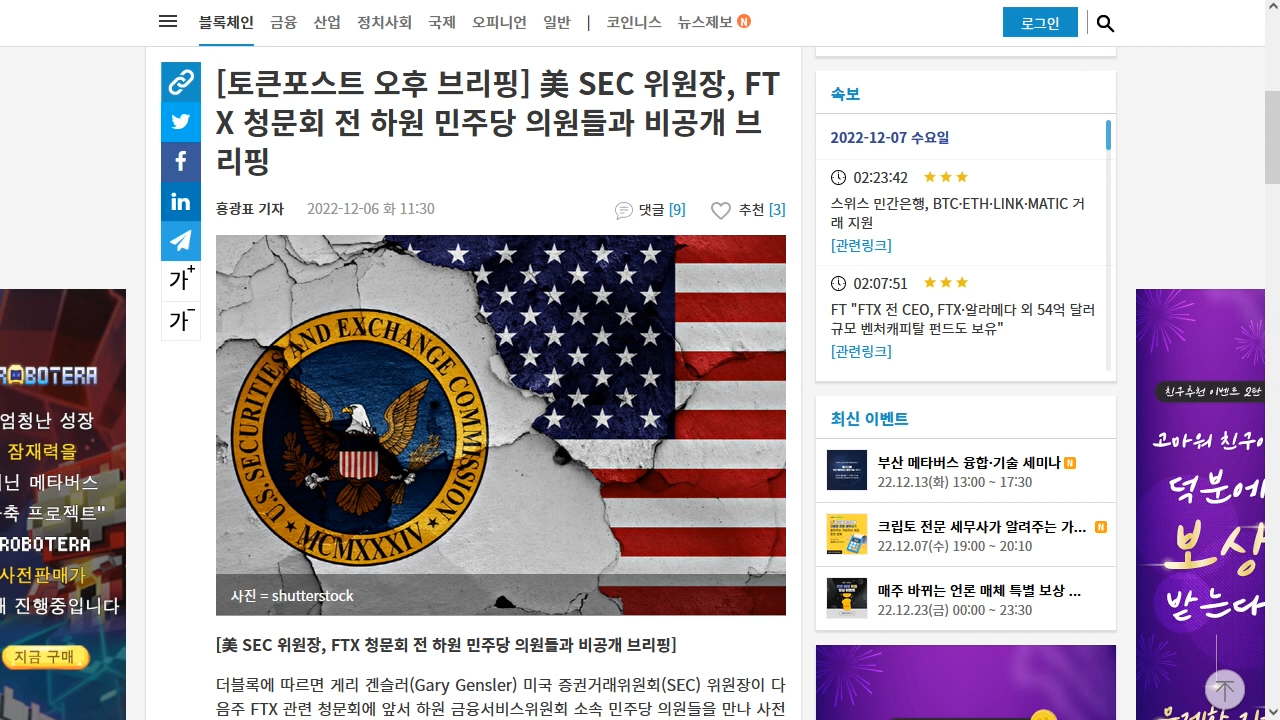 블록체인 금융 산업 정치사회 국제 오피니언 일반 | 코인니스 뉴스제보 N
로그인
[토큰포스트 오후 브리핑] 美 SEC 위원장, FT
X 청문회 전 하원 민주당 의원들과 비공개 브
리핑
홍광표 기자 2022-12-06 화 11:30
댓글 [9] 추천 [3]
가+
가-
U.S. SECURITIES AND EXCHANGE COMMISSION
MCMXXXIV
사진 = shutterstock
[美 SEC 위원장, FTX 청문회 전 하원 민주당 의원들과 비공개 브리핑]
더블록에 따르면 게리 겐슬러(Gary Gensler) 미국 증권거래위원회(SEC) 위원장이 다
음주 FTX 관련 청문회에 앞서 하원 금융서비스위원회 소속 민주당 의원들을 만나 사전
속보
2022-12-07 수요일
02:23:42
스위스 민간은행, BTC·ETH·LINK·MATIC 거
래 지원
[관련링크]
02:07:51
FT "FTX 전 CEO, FTX·알라메다 외 54억 달러
규모 벤처캐피탈 펀드도 보유"
[관련링크]
최신 이벤트
부산 메타버스 융합·기술 세미나 N
22.12.13(화) 13:00 ~ 17:30
크립토 전문 세무사가 알려주는 가... N
22.12.07(수) 19:00 ~ 20:10
매주 바뀌는 언론 매체 특별 보상 ...
22.12.23(금) 00:00 ~ 23:30
ROBOTERA
엄청난 성장
잠재력을
닌 메타버스
축 프로젝트"
ROBOTERA
사전판매가
진행중입니다
지금 구매
친구추천 이벤트 2탄
고마워 친구야
덕분에
보상
받는다